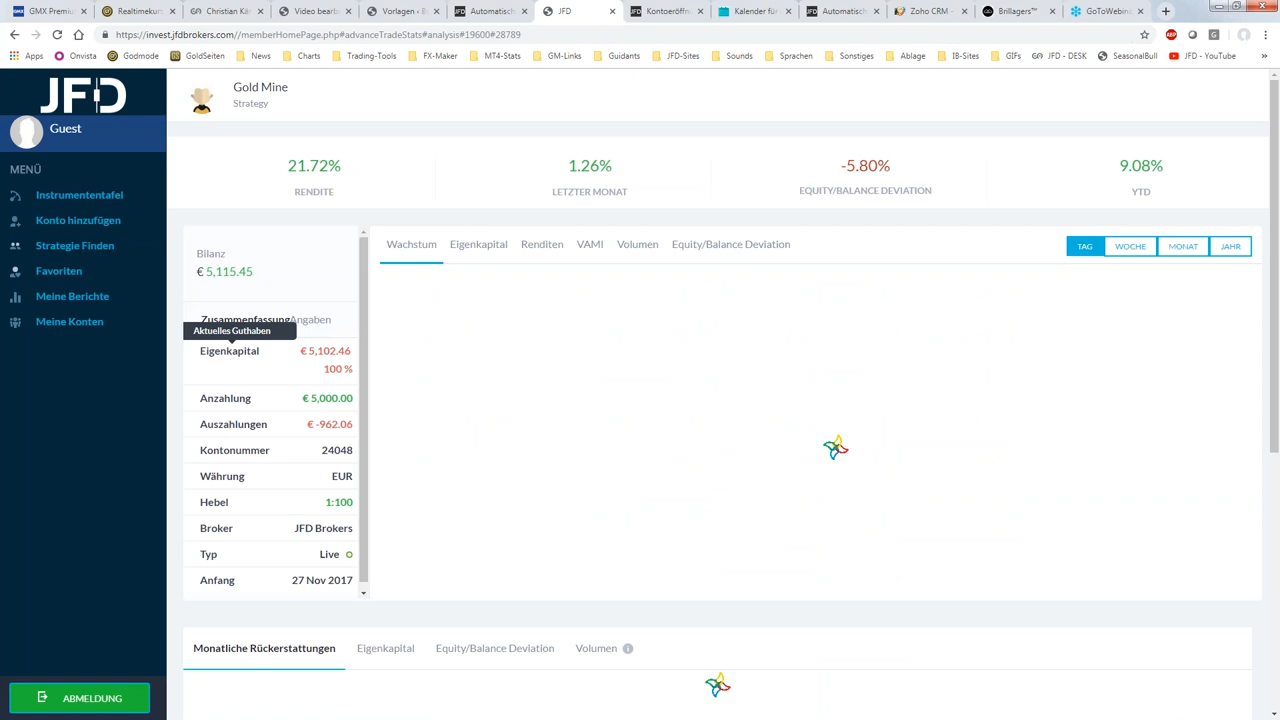 GMX Premiu
Realtimekur
Christian Kä
Video bearb
Vorlagen ‹ B
Automatisch
JFD
Kontoeröffn
Kalender für
Automatisch
Zoho CRM -
Brillagers™
GoToWebin
https://invest.jfdbrokers.com//memberHomePage.php#advanceTradeStats#analysis#19600#28789
Apps
Onvista
Godmode
GoldSeiten
News
Charts
Trading-Tools
FX-Maker
MT4-Stats
GM-Links
Guidants
JFD-Sites
Sounds
Sprachen
Sonstiges
Ablage
IB-Sites
GIFs
JFD - DESK
SeasonalBull
JFD - YouTube
»
JFD
Guest
MENÜ
Instrumententafel
Konto hinzufügen
Strategie Finden
Favoriten
Meine Berichte
Meine Konten
ABMELDUNG
Gold Mine
Strategy
21.72%
RENDITE
1.26%
LETZTER MONAT
-5.80%
EQUITY/BALANCE DEVIATION
9.08%
YTD
Bilanz
€ 5,115.45
Zusammenfassung
Angaben
Aktuelles Guthaben
Eigenkapital € 5,102.46
100 %
Anzahlung € 5,000.00
Auszahlungen € -962.06
Kontonummer 24048
Währung EUR
Hebel 1:100
Broker JFD Brokers
Typ Live
Anfang 27 Nov 2017
Wachstum Eigenkapital Renditen VAMI Volumen Equity/Balance Deviation
TAG WOCHE MONAT JAHR
Monatliche Rückerstattungen Eigenkapital Equity/Balance Deviation Volumen